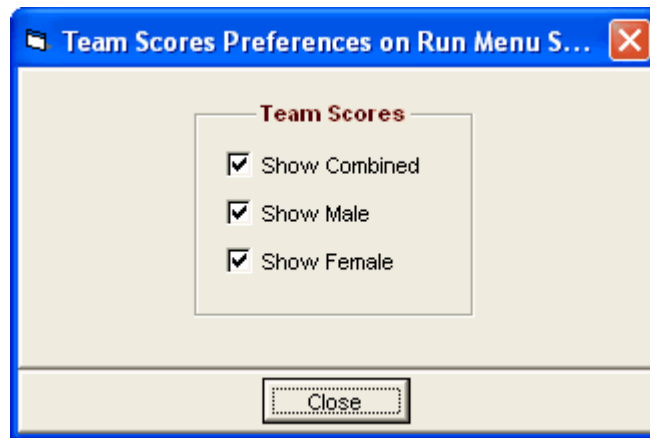 Team Scores Preferences on Run Menu S...
Team Scores
Show Combined
Show Male
Show Female
Close